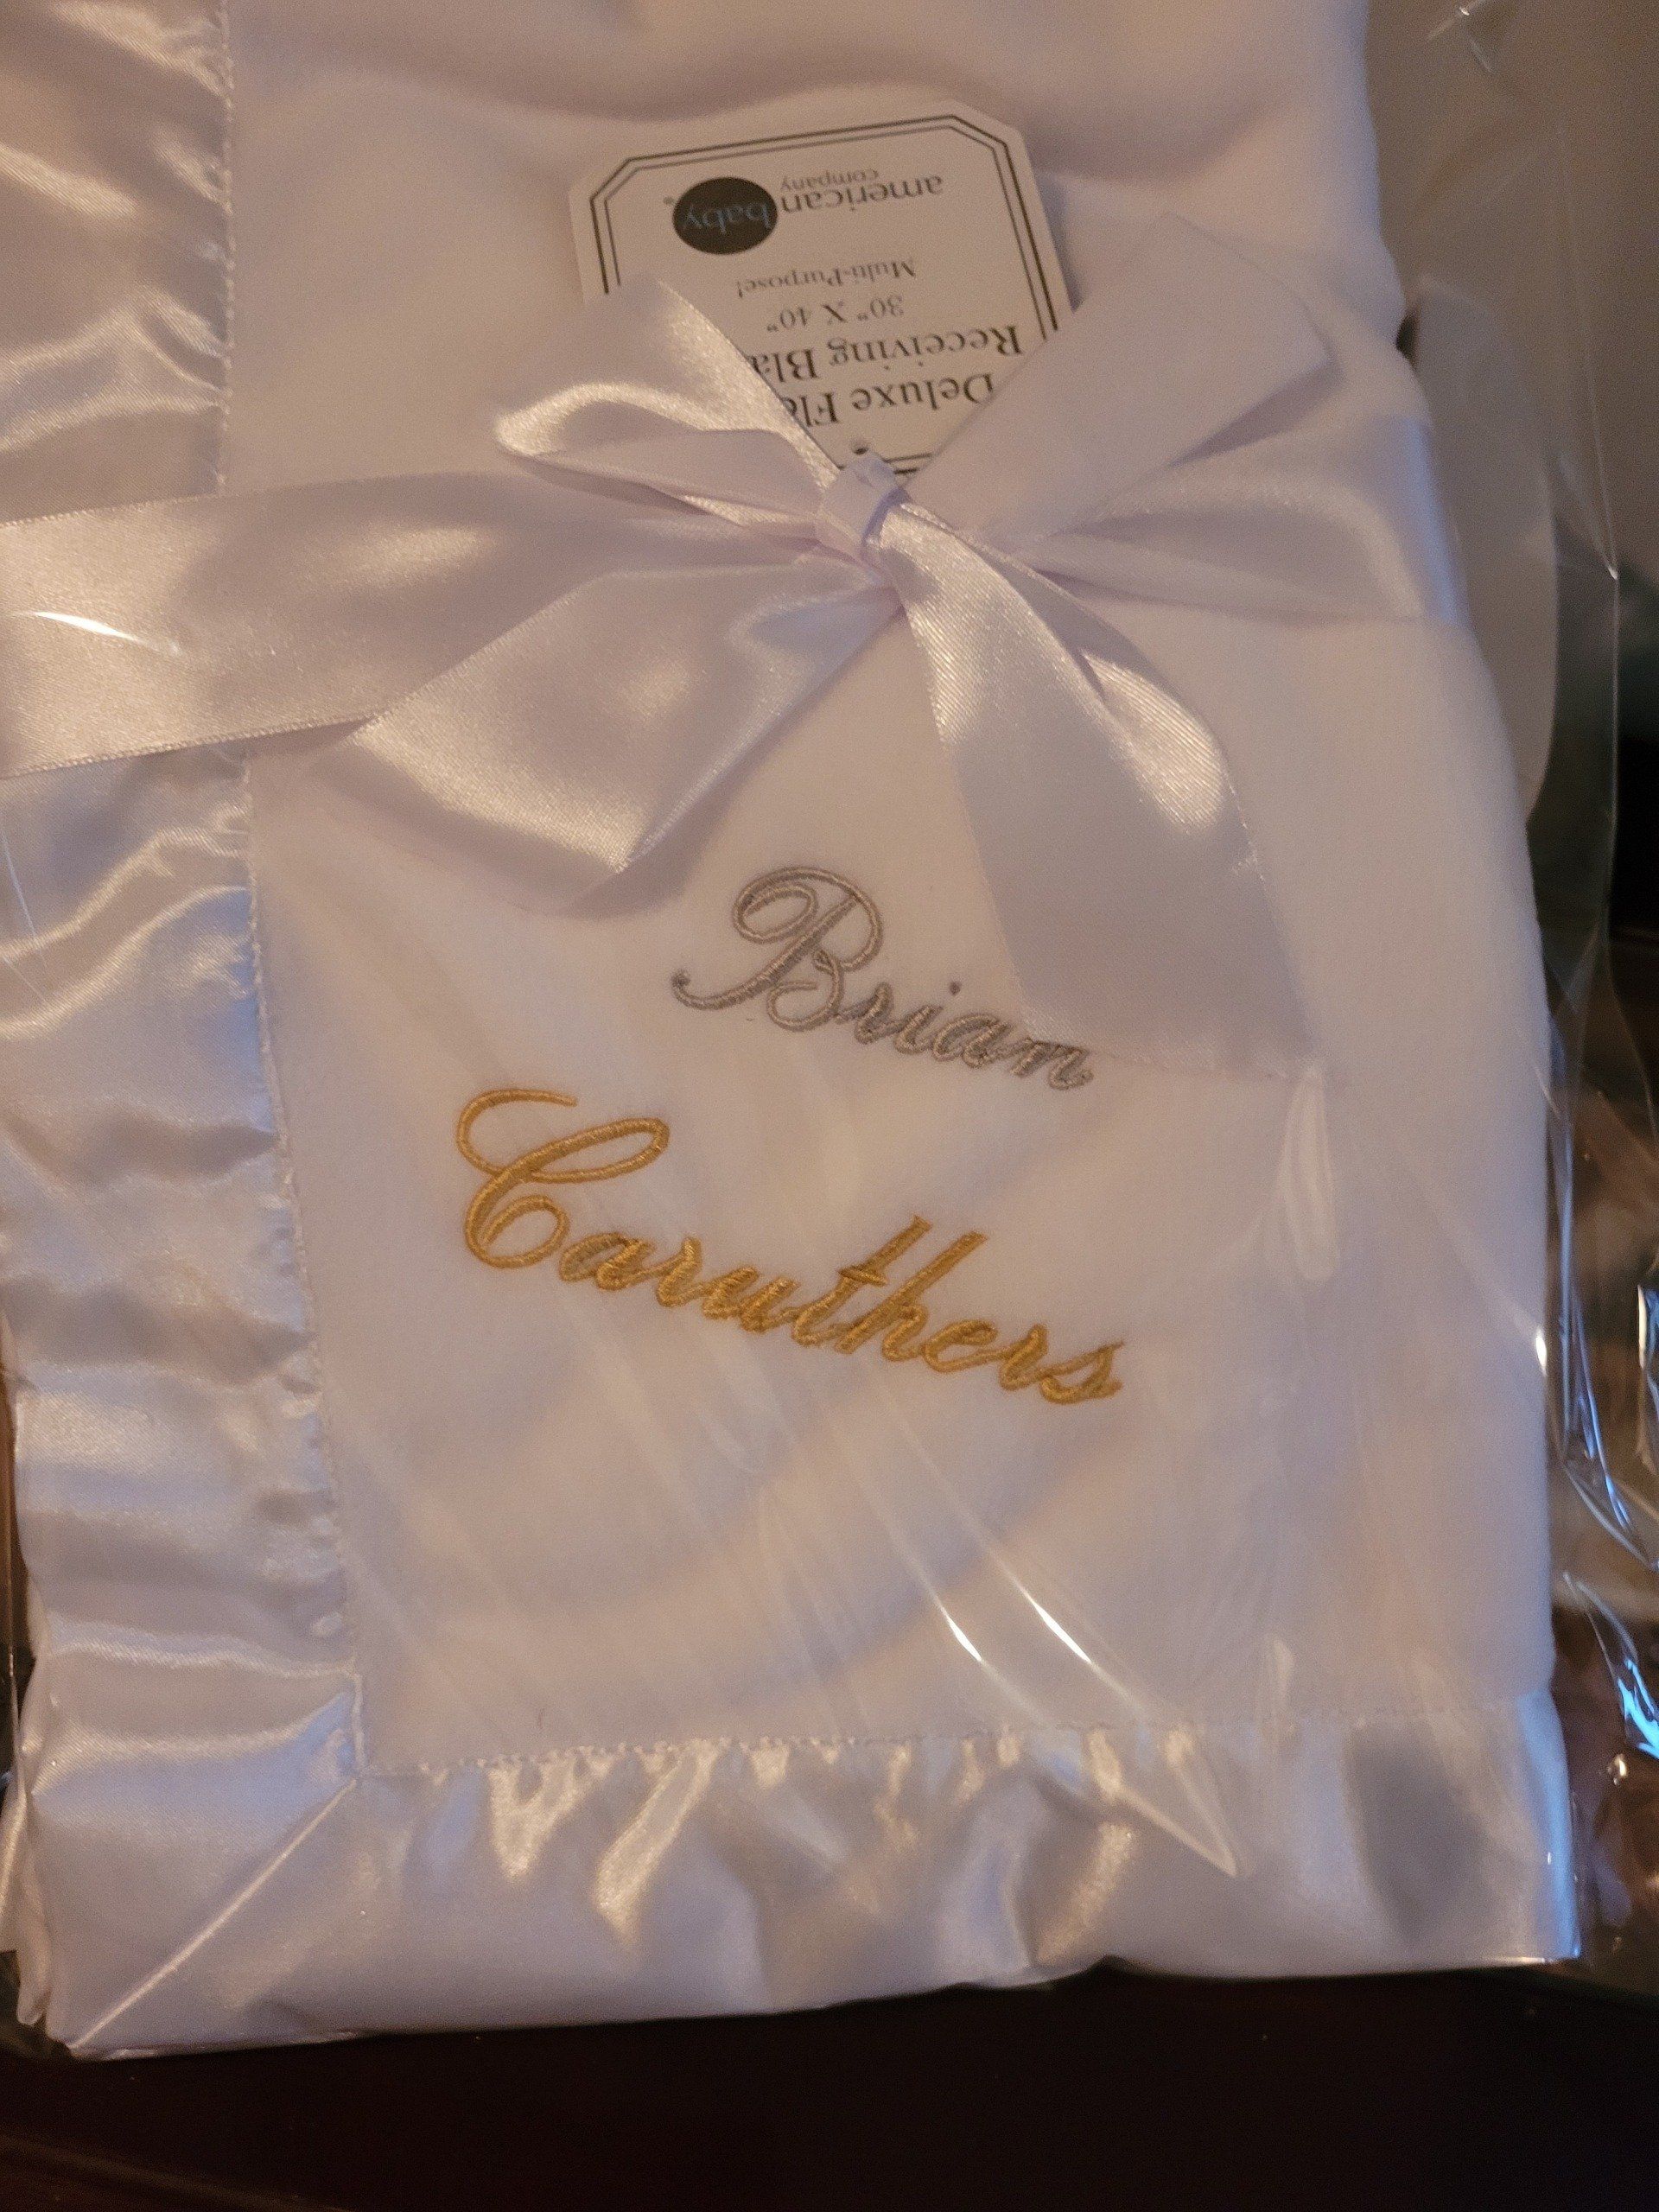 american baby
company
Multi-Purpose!
30" X 40"
Receiving
Deluxe
Brian
Caruthers